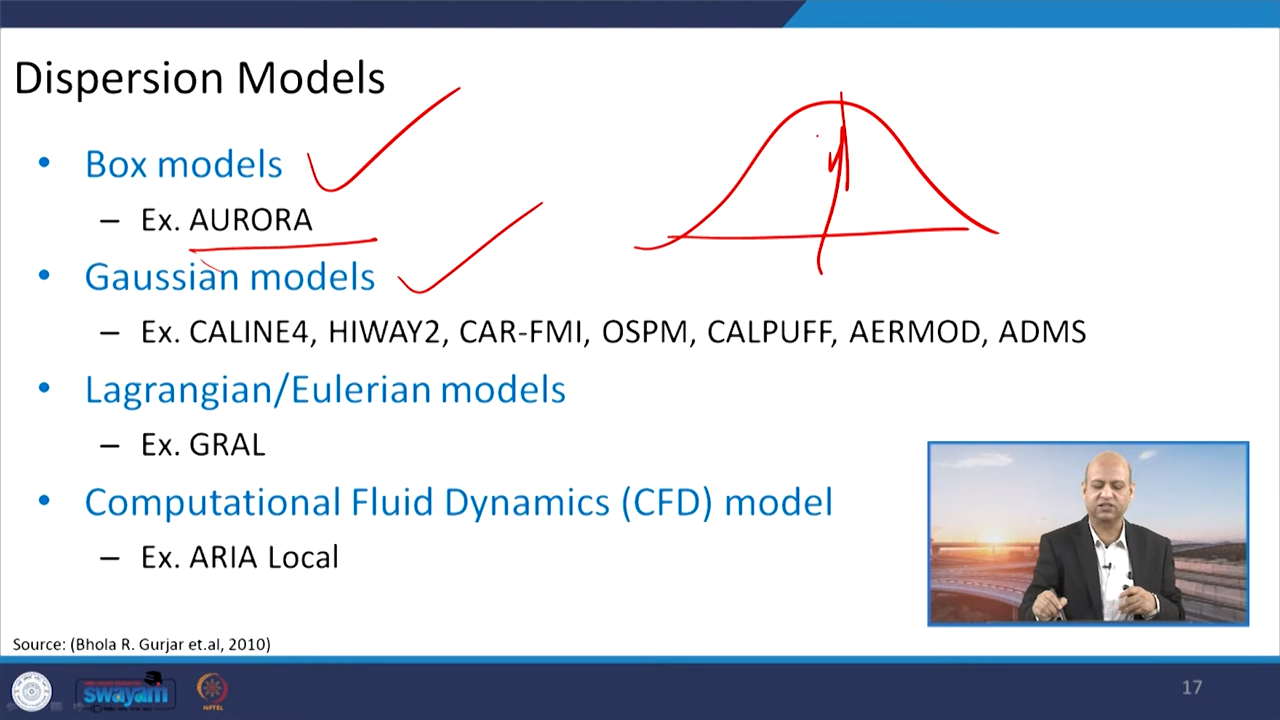 Dispersion Models
• Box models
– Ex. AURORA
• Gaussian models
– Ex. CALINE4, HIWAY2, CAR-FMI, OSPM, CALPUFF, AERMOD, ADMS
• Lagrangian/Eulerian models
– Ex. GRAL
• Computational Fluid Dynamics (CFD) model
– Ex. ARIA Local
Source: (Bhola R. Gurjar et.al, 2010)
swayam
NPTEL
17